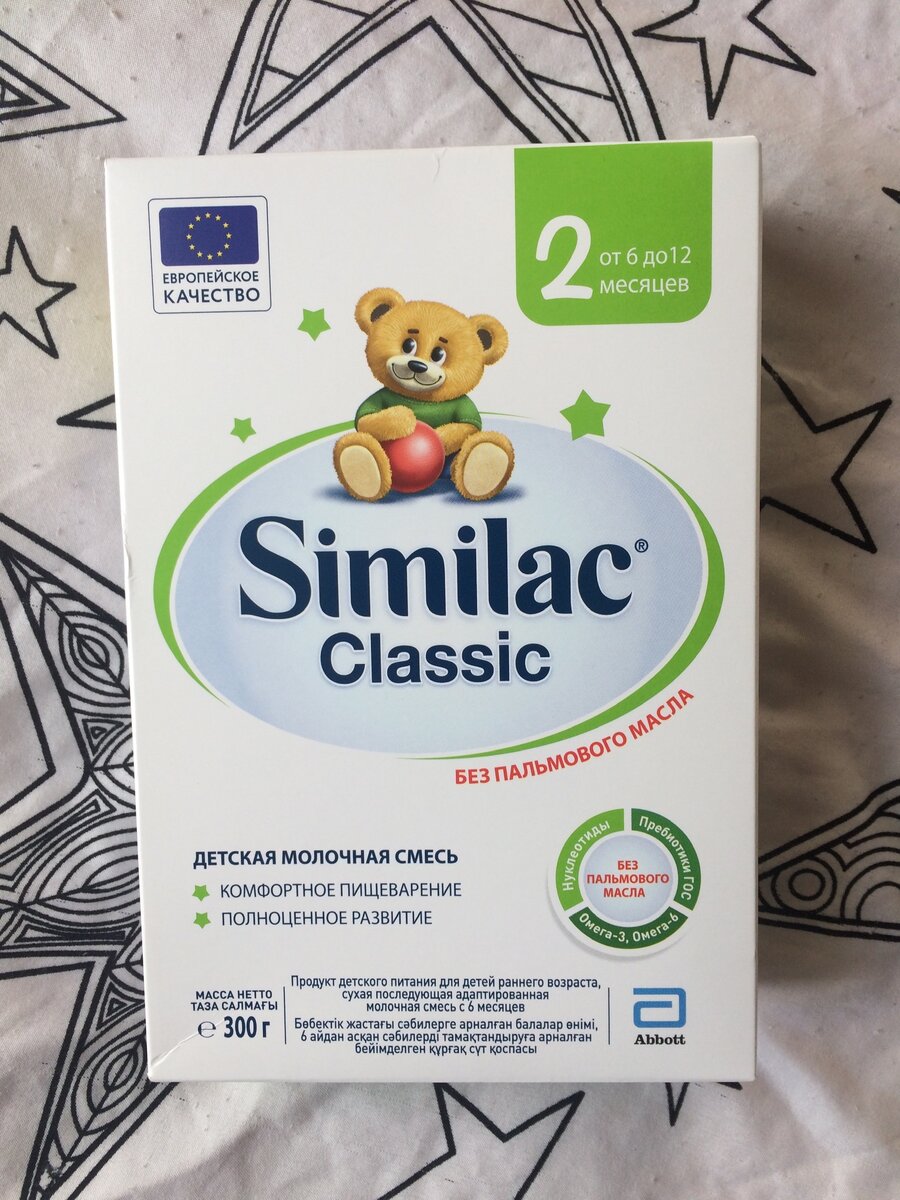 ЕВРОПЕЙСКОЕ
КАЧЕСТВО
2 от 6 до12
месяцев
Similac®
Classic
БЕЗ ПАЛЬМОВОГО МАСЛА
ДЕТСКАЯ МОЛОЧНАЯ СМЕСЬ
КОМФОРТНОЕ ПИЩЕВАРЕНИЕ
ПОЛНОЦЕННОЕ РАЗВИТИЕ
Нуклеотиды
Пребиотики ГОС
БЕЗ
ПАЛЬМОВОГО
МАСЛА
Омега-3, Омега-6
МАССА НЕТТО
ТАЗА САЛМАҒЫ
℮ 300 г
Продукт детского питания для детей раннего возраста,
сухая последующая адаптированная
молочная смесь с 6 месяцев
Бөбектік жастағы сәбилерге арналған балалар өнімі,
6 айдан асқан сәбилерді тамақтандыруға арналған
бейімделген құрғақ сүт қоспасы
Abbott